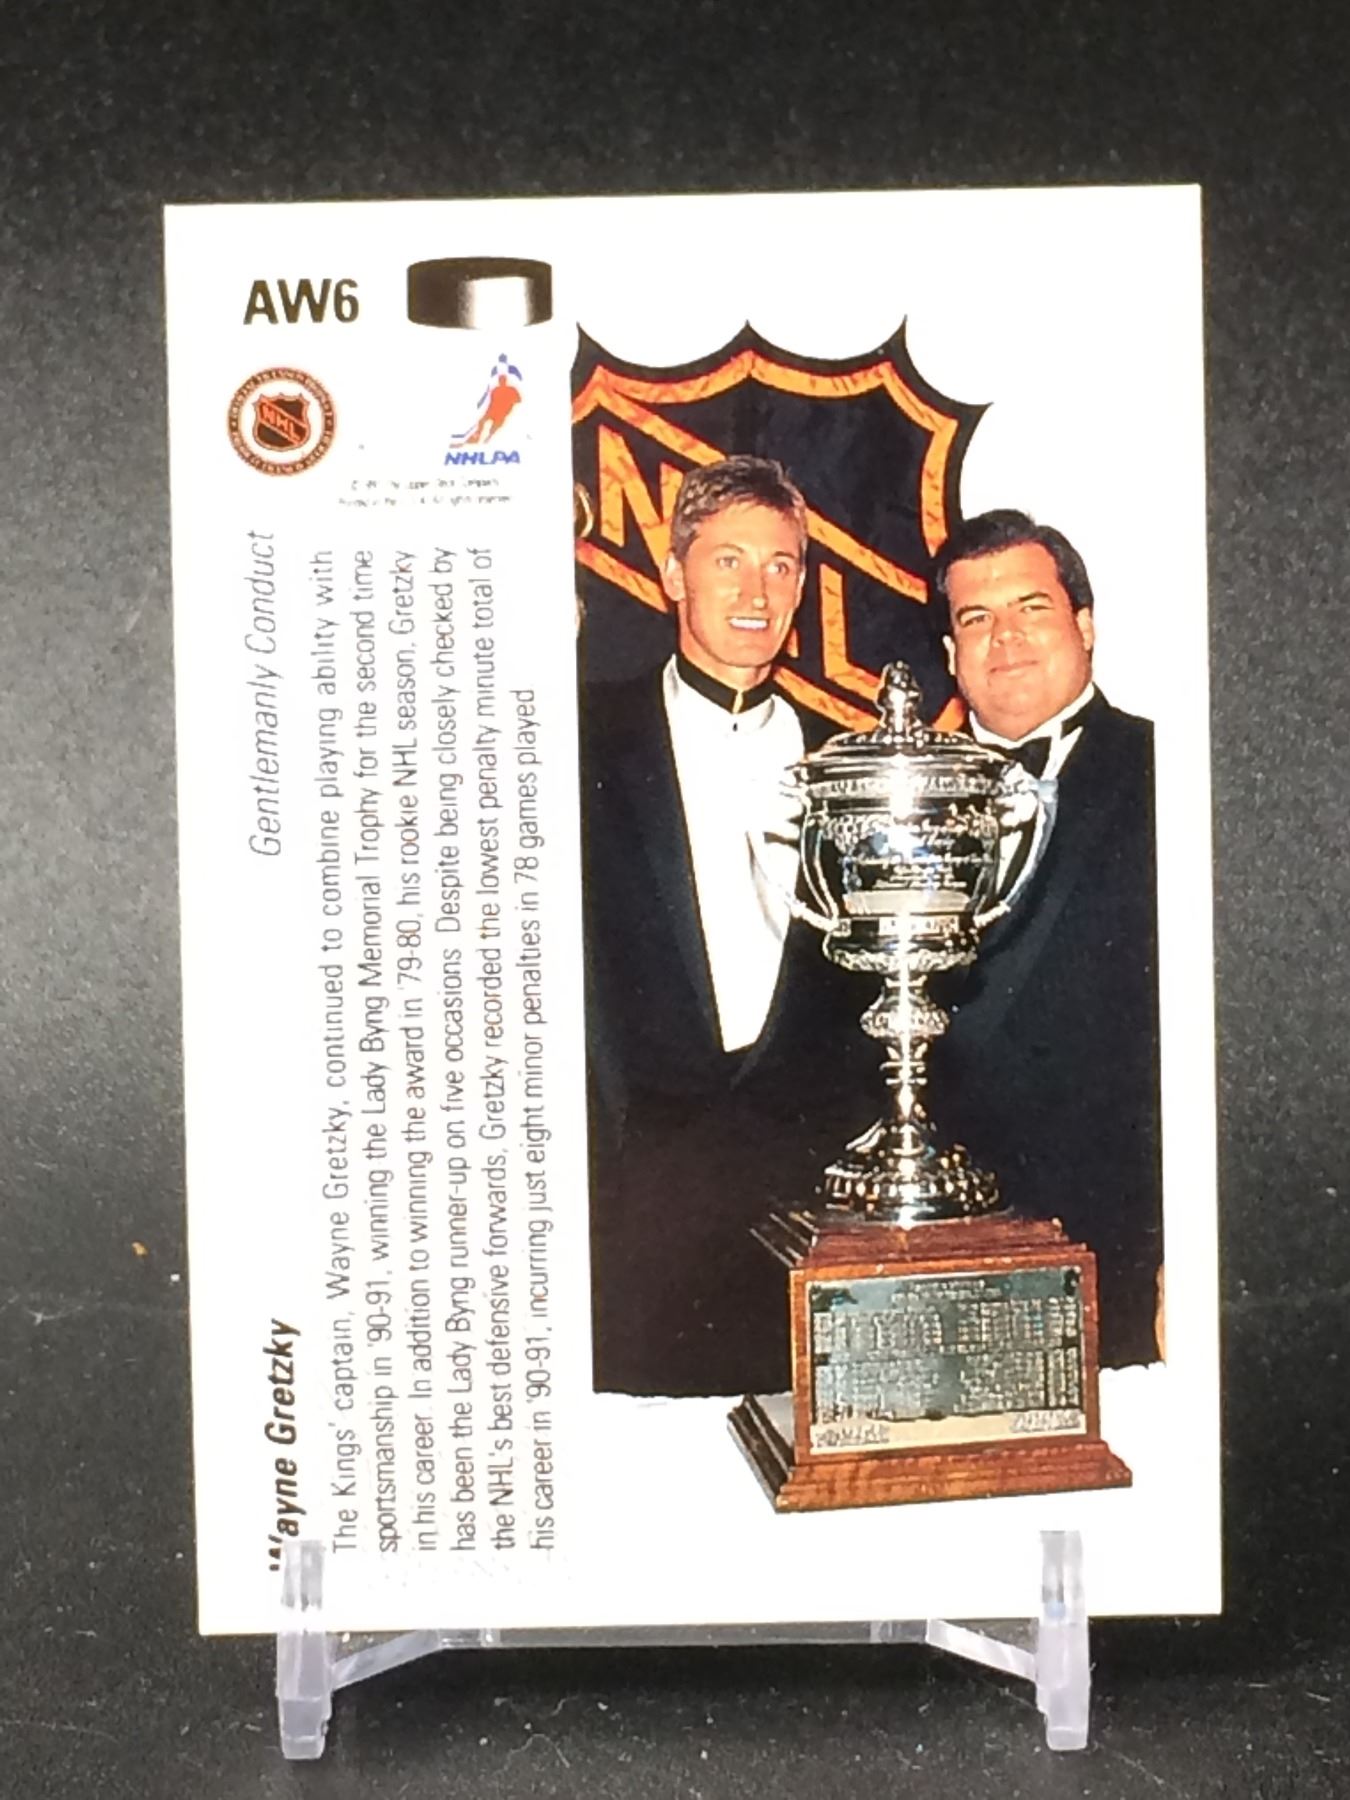 AW6
NHL
NHLPA
Wayne Gretzky
Gentlemanly Conduct
The Kings' captain, Wayne Gretzky, continued to combine playing ability with
sportsmanship in '90-91, winning the Lady Byng Memorial Trophy for the second time
in his career. In addition to winning the award in '79-80, his rookie NHL season, Gretzky
has been the Lady Byng runner-up on five occasions. Despite being closely checked by
the NHL's best defensive forwards, Gretzky recorded the lowest penalty minute total of
his career in '90-91, incurring just eight minor penalties in 78 games played
NHL